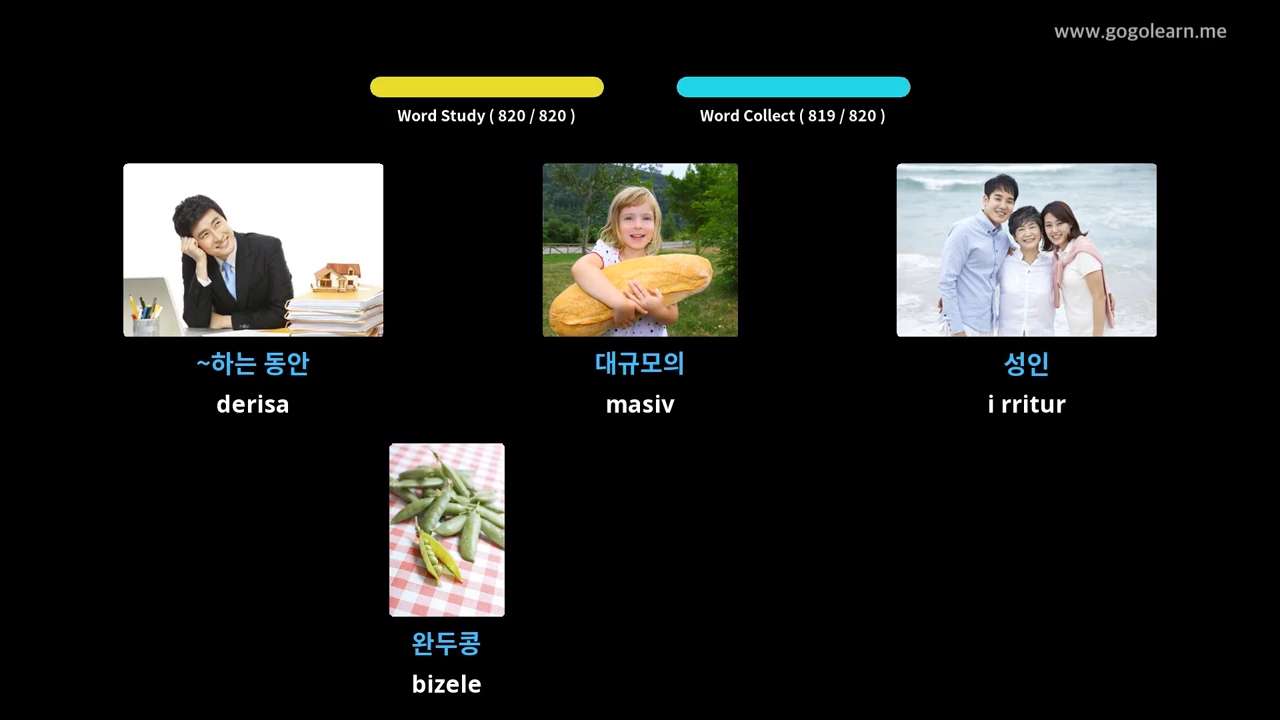 www.gogolearn.me
Word Study ( 820 / 820 )
Word Collect ( 819 / 820 )
~하는 동안
derisa
대규모의
masiv
성인
i rritur
완두콩
bizele